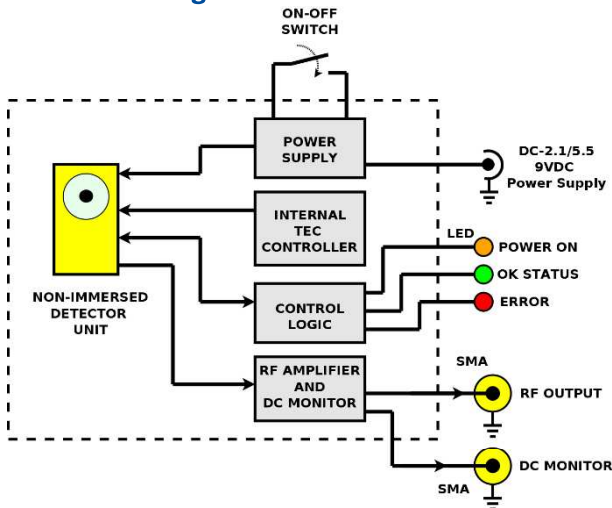 ON-OFF
SWITCH
POWER
SUPPLY
DC-2.1/5.5
9VDC
Power Supply
INTERNAL
TEC
CONTROLLER
LED
POWER ON
OK STATUS
ERROR
NON-IMMERSED
DETECTOR
UNIT
CONTROL
LOGIC
RF AMPLIFIER
AND
DC MONITOR
SMA
RF OUTPUT
DC MONITOR
SMA